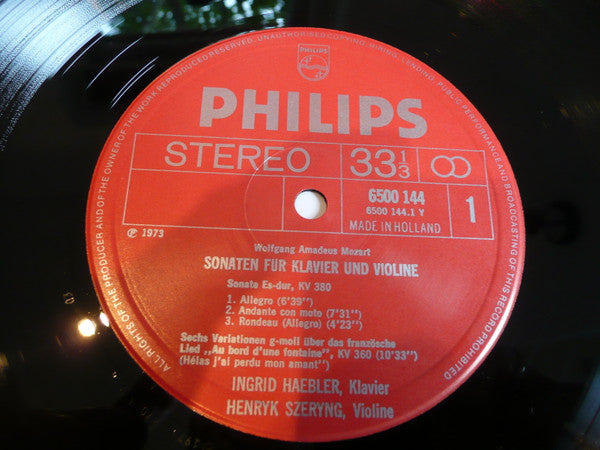 PHILIPS
PHILIPS
STEREO 33 1/3
6500 144
6500 144.1 Y 1
MADE IN HOLLAND
Ⓟ 1973
Wolfgang Amadeus Mozart
SONATEN FÜR KLAVIER UND VIOLINE
Sonate Es-dur, KV 380
1. Allegro (6'39'')
2. Andante con moto (7'31'')
3. Rondeau (Allegro) (4'23'')
Sechs Variationen g-moll über das französche
Lied ,,Au bord d'une fontaine'', KV 360 (10'33'')
(Hélas j'ai perdu mon amant'')
INGRID HAEBLER, Klavier
HENRYK SZERYNG, Violine
ALL RIGHTS OF THE PRODUCER AND OF THE OWNER OF THE WORK REPRODUCED RESERVED. UNAUTHORISED COPYING, HIRING, LENDING, PUBLIC PERFORMANCE AND BROADCASTING OF THIS RECORD PROHIBITED